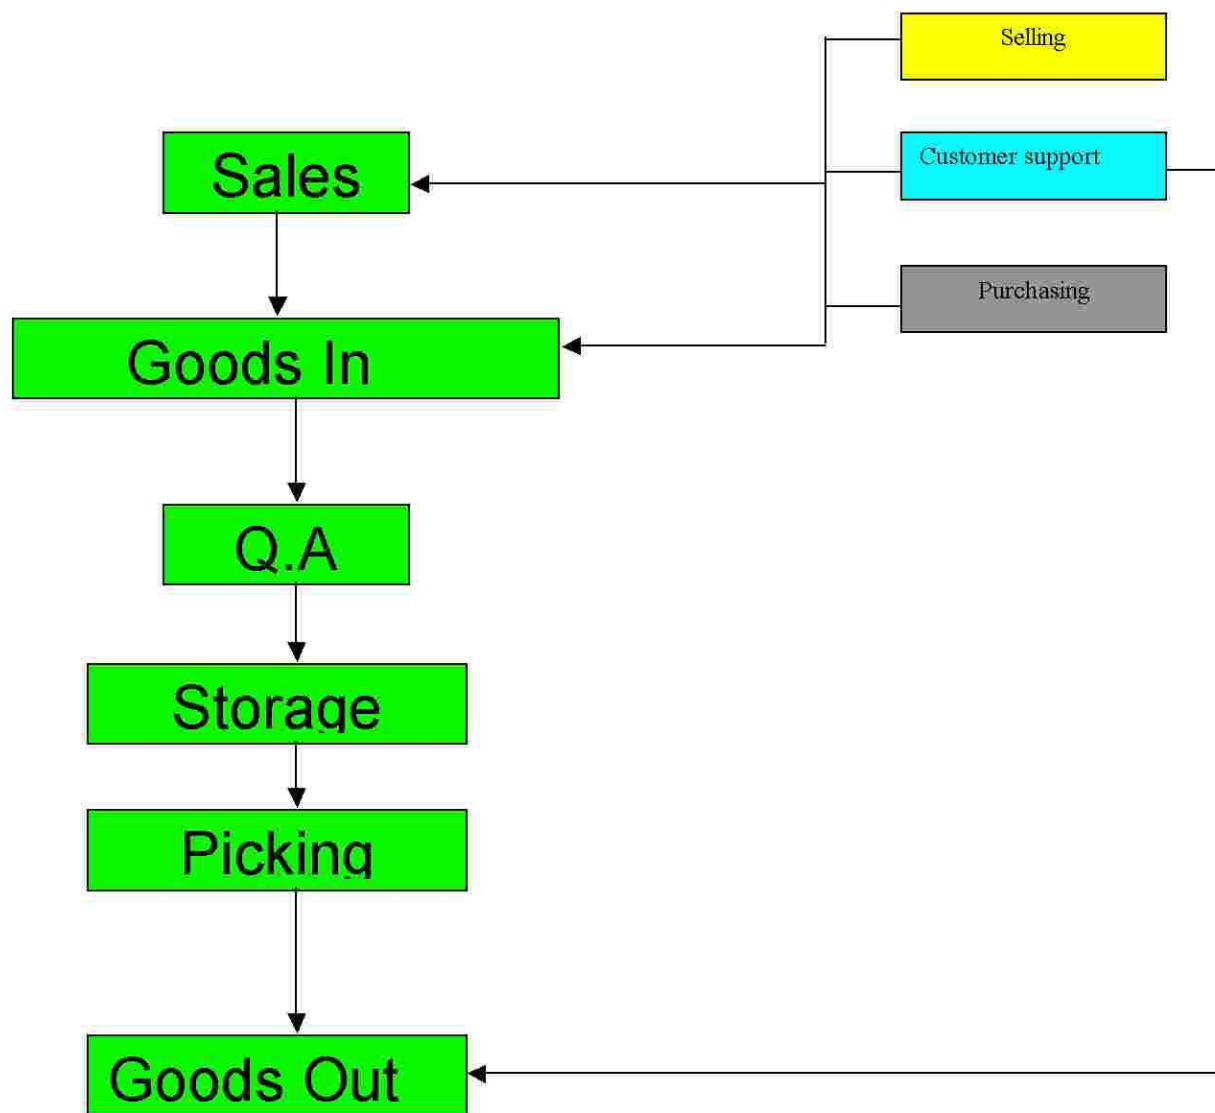 Selling
Sales
Customer support
Purchasing
Goods In
Q.A
Storage
Picking
Goods Out